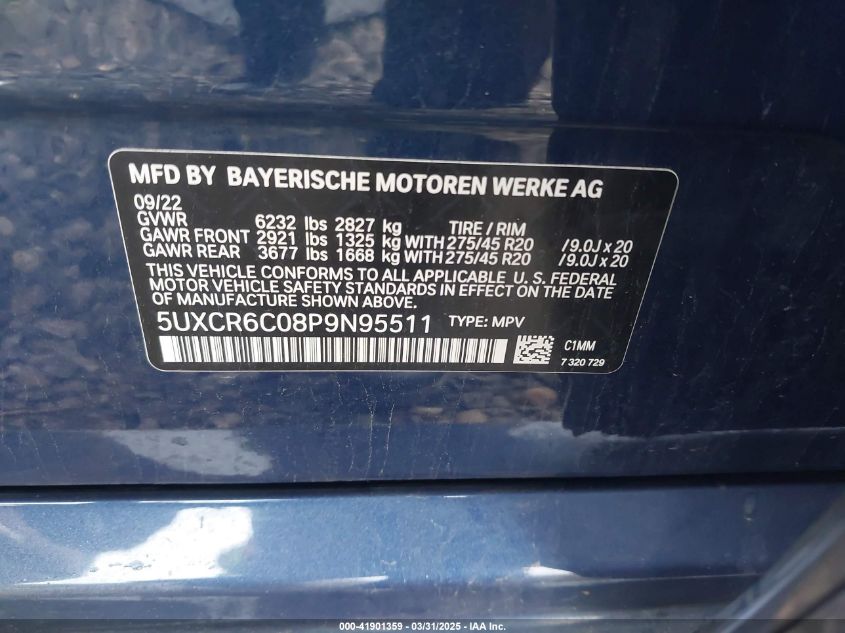 MFD BY BAYERISCHE MOTOREN WERKE AG
09/22
GVWR 6232 lbs 2827 kg TIRE / RIM
GAWR FRONT 2921 lbs 1325 kg WITH 275/45 R20 /9.0J x 20
GAWR REAR 3677 lbs 1668 kg WITH 275/45 R20 /9.0J x 20
THIS VEHICLE CONFORMS TO ALL APPLICABLE U. S. FEDERAL
MOTOR VEHICLE SAFETY STANDARDS IN EFFECT ON THE DATE
OF MANUFACTURE SHOWN ABOVE.
5UXCR6C08P9N95511 TYPE: MPV
C1MM
7 320 729
000-41901359 - 03/31/2025 - IAA Inc.